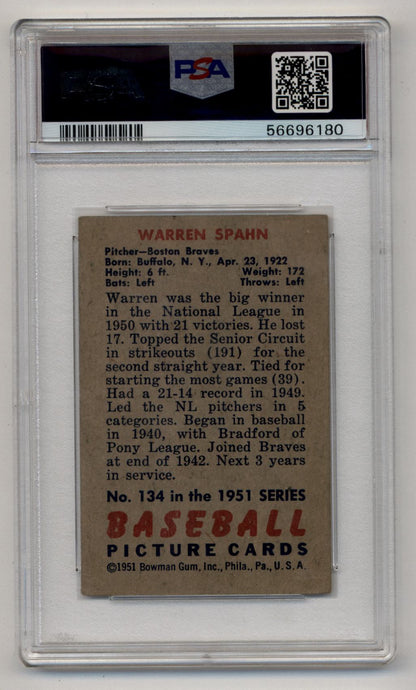 PSA
56696180
WARREN SPAHN
Pitcher—Boston Braves
Born: Buffalo, N. Y., Apr. 23, 1922
Height: 6 ft. Weight: 172
Bats: Left Throws: Left
Warren was the big winner
in the National League in
1950 with 21 victories. He lost
17. Topped the Senior Circuit
in strikeouts (191) for the
second straight year. Tied for
starting the most games (39).
Had a 21-14 record in 1949.
Led the NL pitchers in 5
categories. Began in baseball
in 1940, with Bradford of
Pony League. Joined Braves
at end of 1942. Next 3 years
in service.
No. 134 in the 1951 SERIES
BASEBALL
PICTURE CARDS
©1951 Bowman Gum, Inc., Phila., Pa., U. S. A.